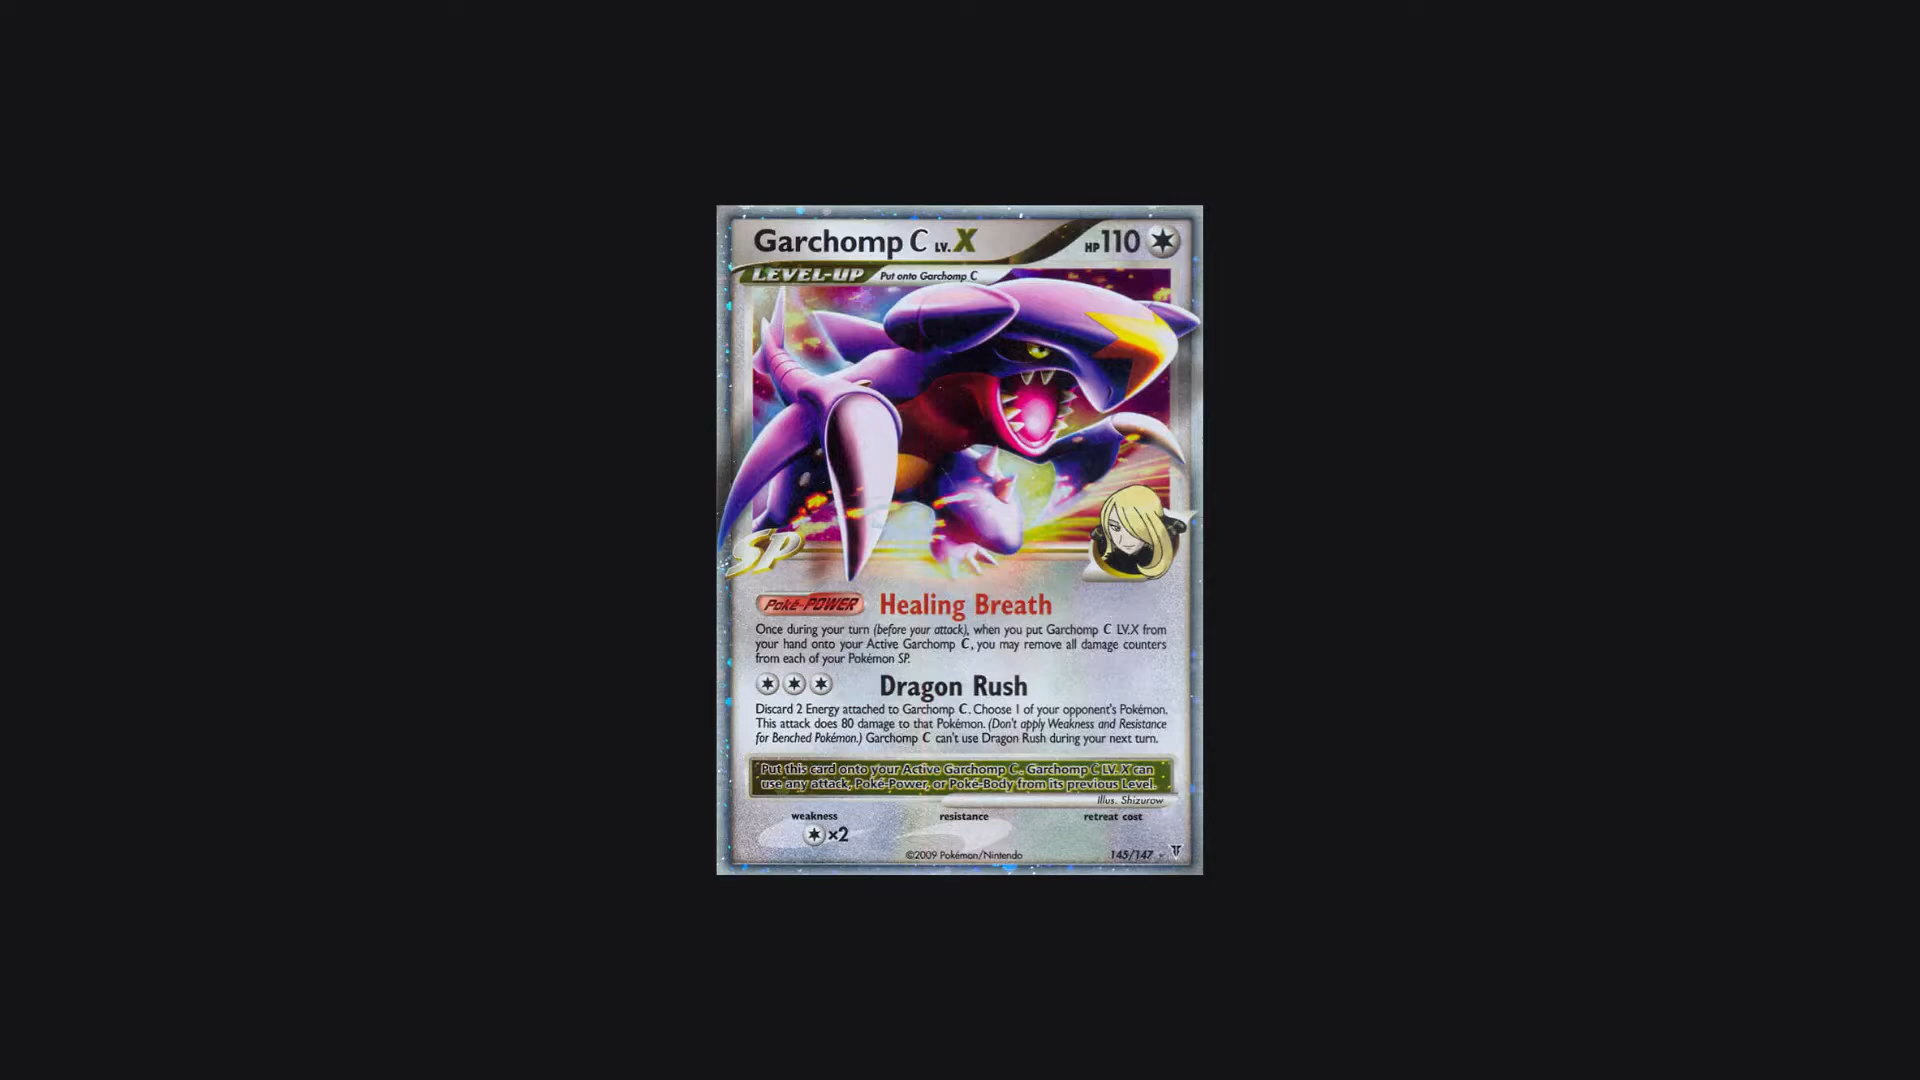 Garchomp C LV.X HP110
LEVEL-UP Put onto Garchomp C
SP
Poké-POWER Healing Breath
Once during your turn (before your attack), when you put Garchomp C LV.X from
your hand onto your Active Garchomp C, you may remove all damage counters
from each of your Pokémon SP.
Dragon Rush
Discard 2 Energy attached to Garchomp C. Choose 1 of your opponent's Pokémon.
This attack does 80 damage to that Pokémon. (Don't apply Weakness and Resistance
for Benched Pokémon.) Garchomp C can't use Dragon Rush during your next turn.
Put this card onto your Active Garchomp C. Garchomp C LV. X can
use any attack, Poké-Power, or Poké-Body from its previous Level.
Illus. Shizurow
weakness resistance retreat cost
×2
©2009 Pokémon/Nintendo 145/147